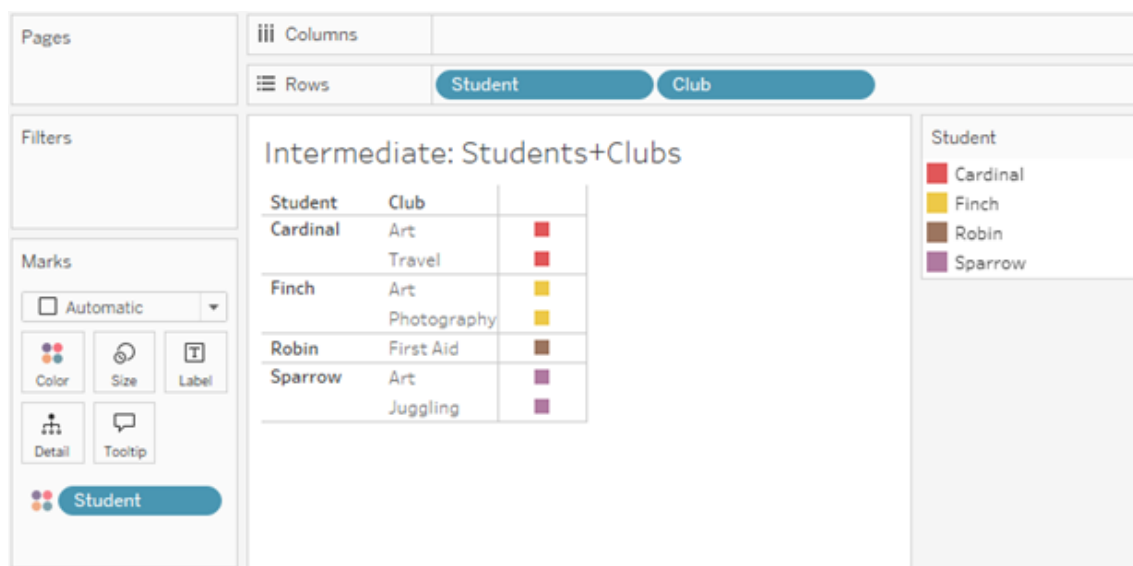 Pages
Columns
Rows
Student
Club
Filters
Marks
Automatic
Color
Size
Label
Detail
Tooltip
Student
Intermediate: Students+Clubs
Student Club
Cardinal Art
Travel
Finch Art
Photography
Robin First Aid
Sparrow Art
Juggling
Student
Cardinal
Finch
Robin
Sparrow